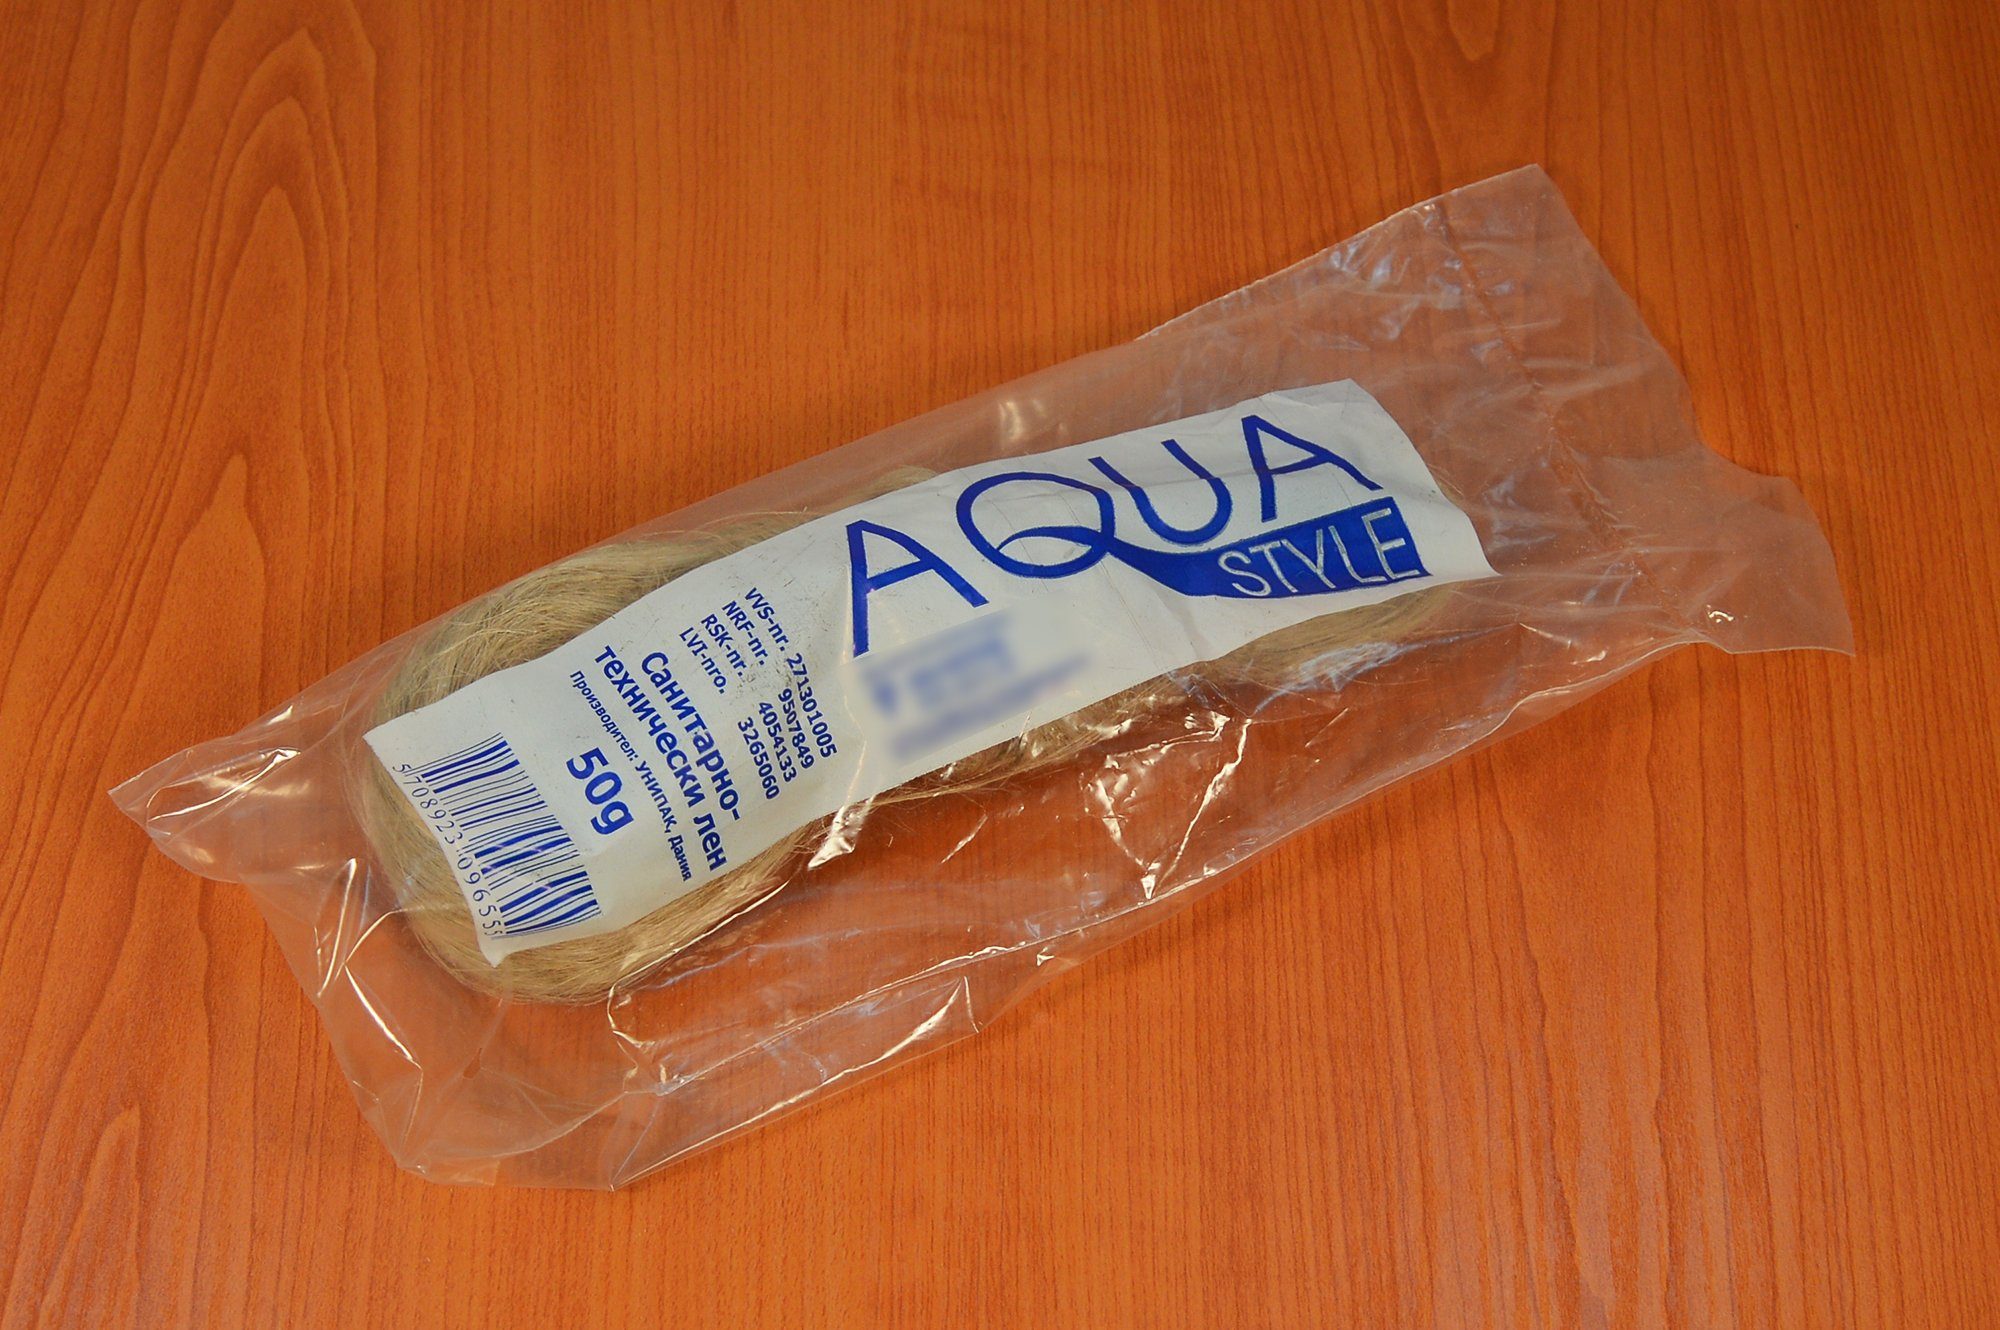 AQUA
STYLE
VVS-nr. 271301005
NRF-nr. 9507849
RSK-nr. 4054133
LVI-nro. 3265060
Санитарно-
технически лен
Производител: УНИПАК, Дания
50g
5708923096555